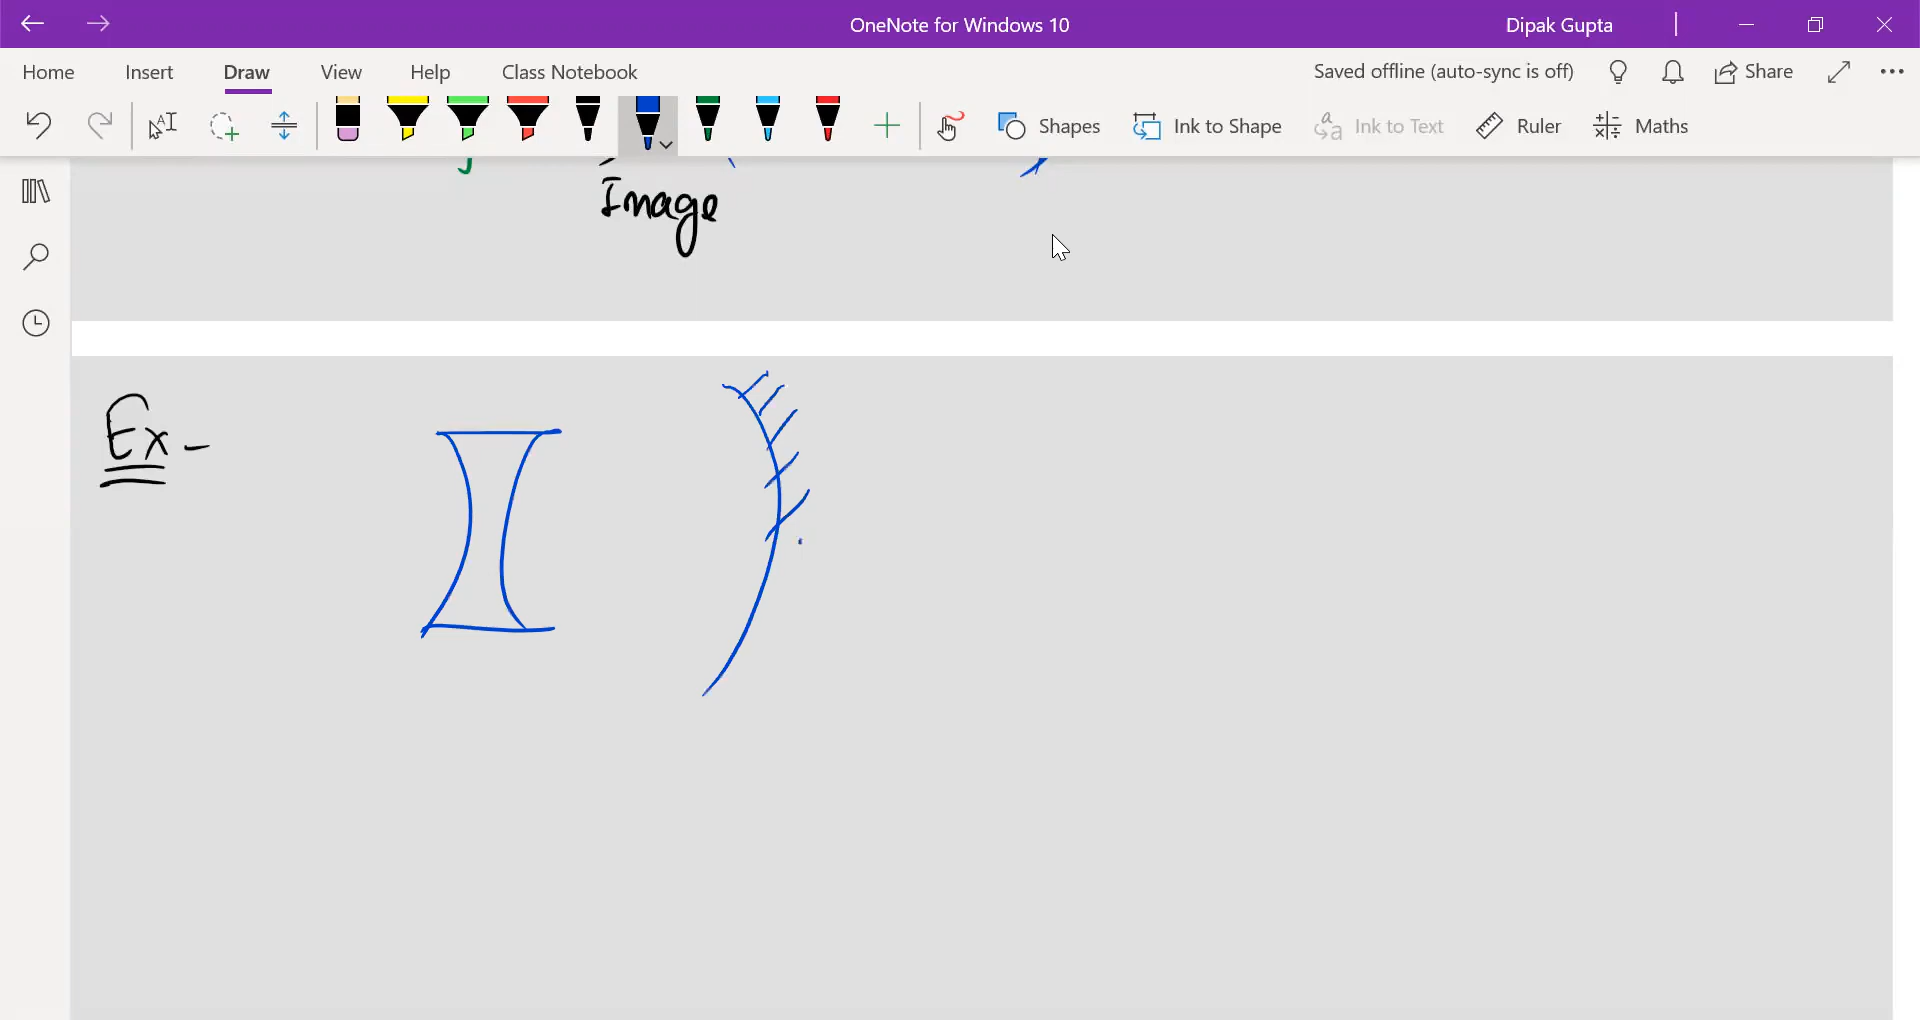 OneNote for Windows 10
Dipak Gupta
Home Insert Draw View Help Class Notebook
Saved offline (auto-sync is off) Share
Shapes Ink to Shape Ink to Text Ruler Maths
Image
Ex -